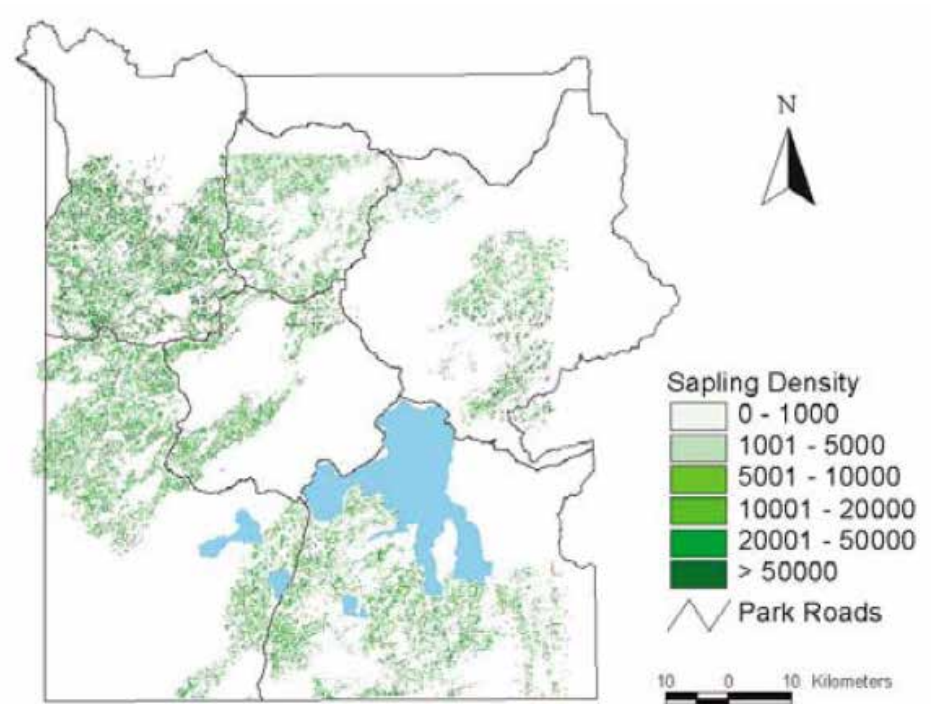 N
Sapling Density
0 - 1000
1001 - 5000
5001 - 10000
10001 - 20000
20001 - 50000
> 50000
Park Roads
10 0 10 Kilometers